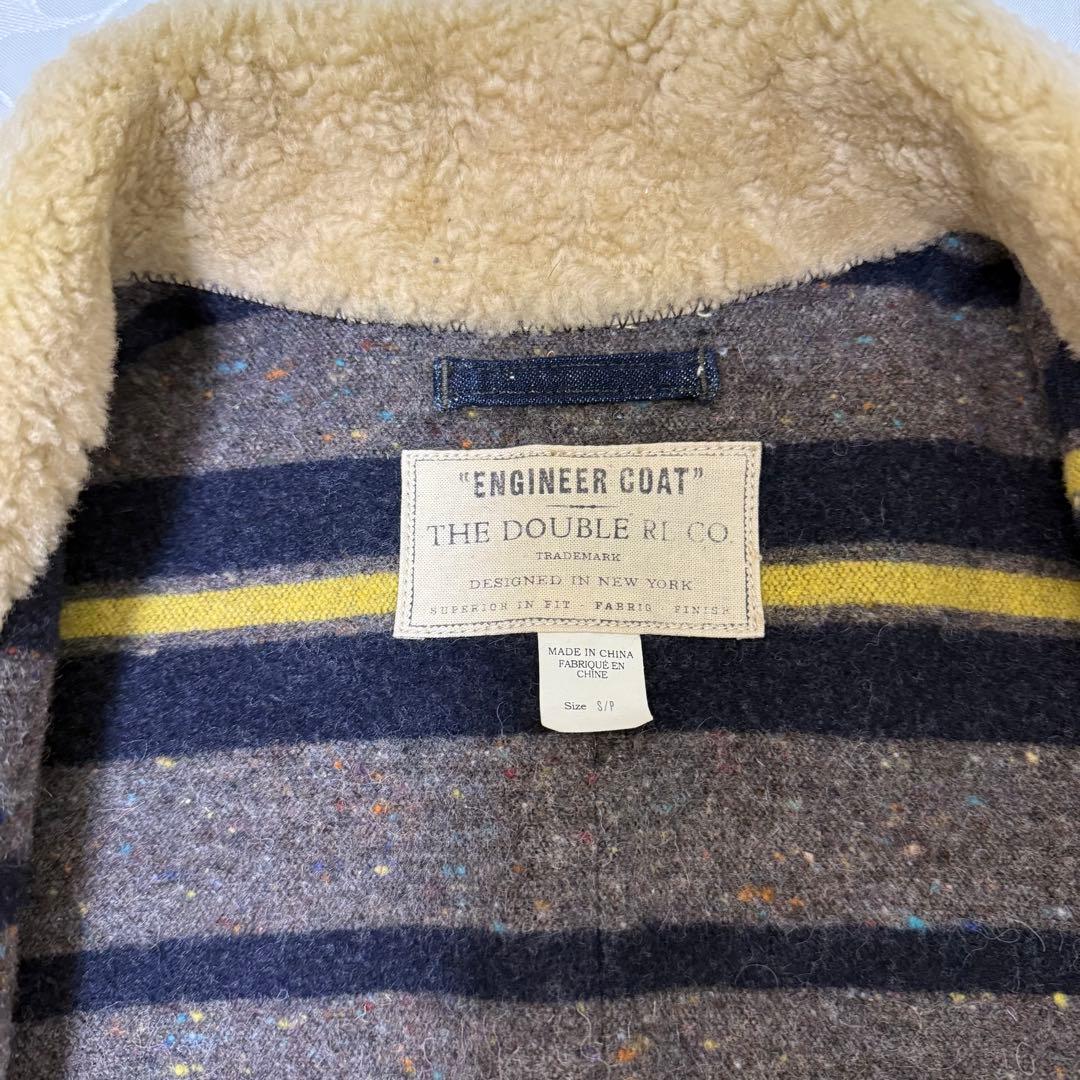 "ENGINEER COAT"
THE DOUBLE RL CO.
TRADEMARK
DESIGNED IN NEW YORK
SUPERIOR IN FIT - FABRIC - FINISH
MADE IN CHINA
FABRIQUÉ EN
CHINE
Size S/P